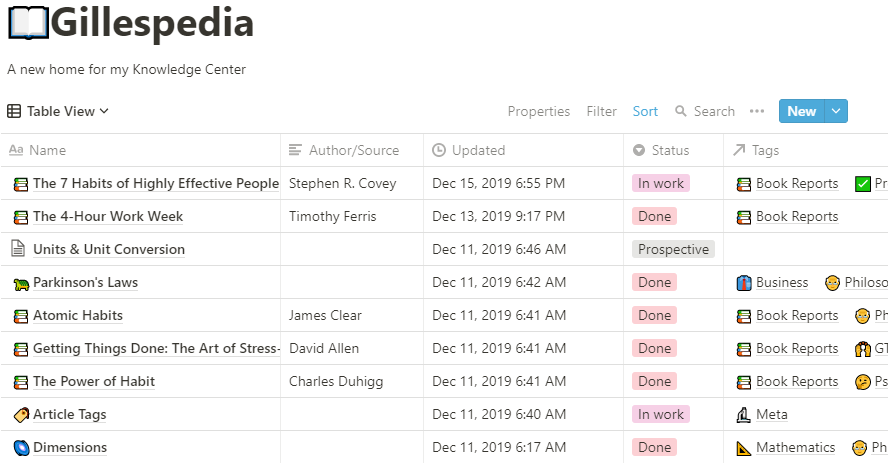 Gillespedia
A new home for my Knowledge Center
Table View Properties Filter Sort Search New
Aa Name Author/Source Updated Status Tags
The 7 Habits of Highly Effective People Stephen R. Covey Dec 15, 2019 6:55 PM In work Book Reports Pr
The 4-Hour Work Week Timothy Ferris Dec 13, 2019 9:17 PM Done Book Reports
Units & Unit Conversion Dec 11, 2019 6:46 AM Prospective
Parkinson's Laws Dec 11, 2019 6:42 AM Done Business Philoso
Atomic Habits James Clear Dec 11, 2019 6:41 AM Done Book Reports Ph
Getting Things Done: The Art of Stress- David Allen Dec 11, 2019 6:41 AM Done Book Reports GT
The Power of Habit Charles Duhigg Dec 11, 2019 6:41 AM Done Book Reports Ps
Article Tags Dec 11, 2019 6:40 AM In work Meta
Dimensions Dec 11, 2019 6:17 AM Done Mathematics Ph